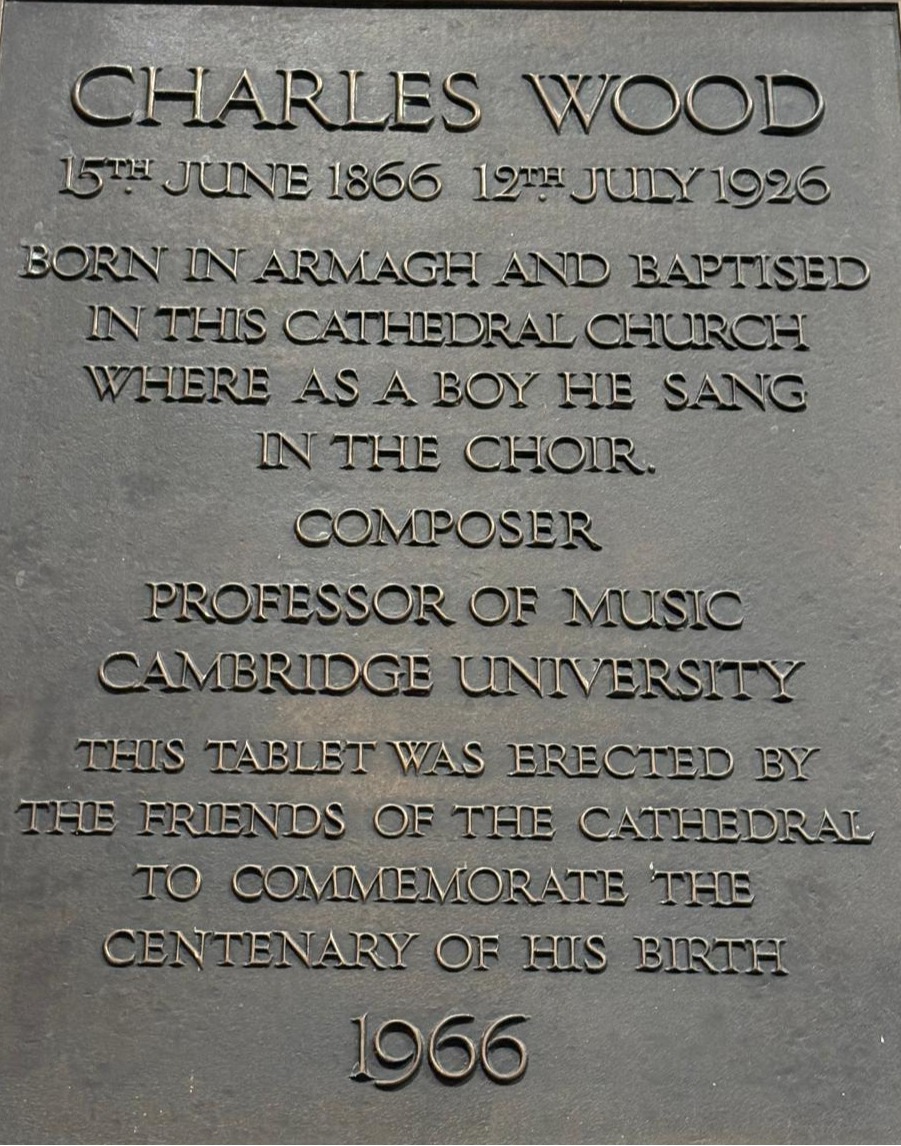 CHARLES WOOD
15TH JUNE 1866 12TH JULY 1926
BORN IN ARMAGH AND BAPTISED
IN THIS CATHEDRAL CHURCH
WHERE AS A BOY HE SANG
IN THE CHOIR.
COMPOSER
PROFESSOR OF MUSIC
CAMBRIDGE UNIVERSITY
THIS TABLET WAS ERECTED BY
THE FRIENDS OF THE CATHEDRAL
TO COMMEMORATE THE
CENTENARY OF HIS BIRTH
1966